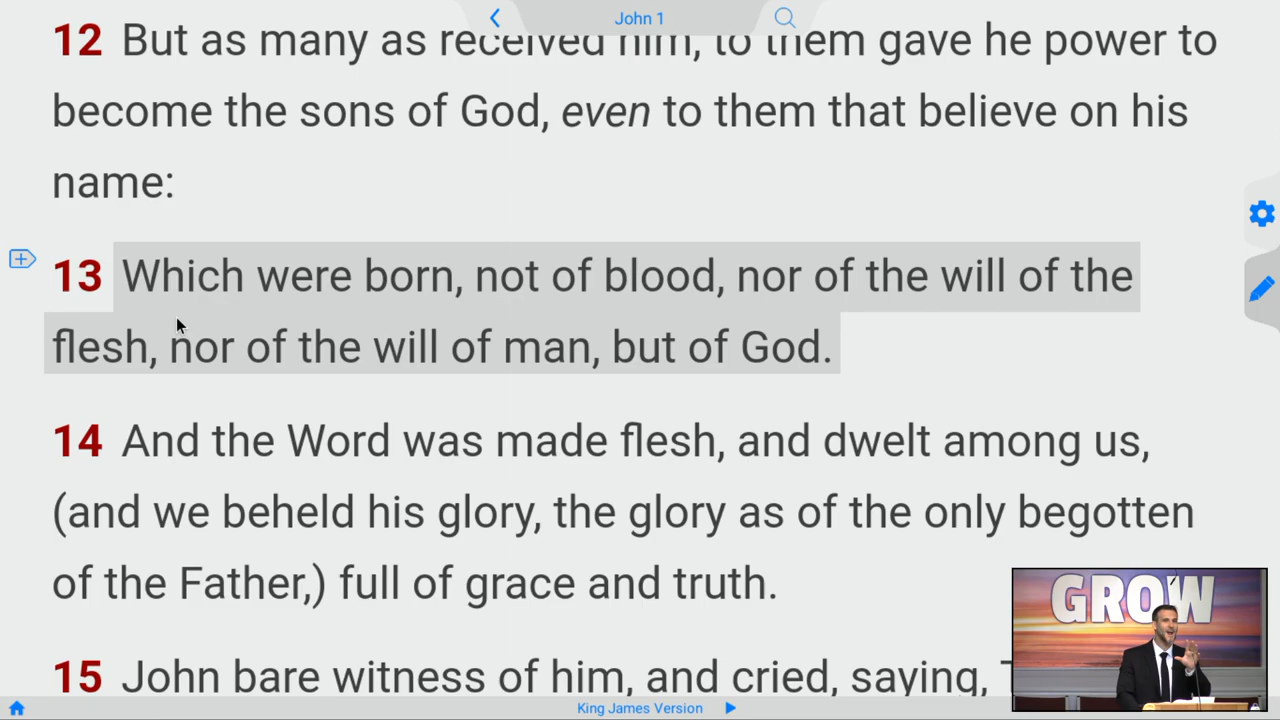 John 1
12 But as many as received him, to them gave he power to
become the sons of God, even to them that believe on his
name:
13 Which were born, not of blood, nor of the will of the
flesh, nor of the will of man, but of God.
14 And the Word was made flesh, and dwelt among us,
(and we beheld his glory, the glory as of the only begotten
of the Father,) full of grace and truth.
15 John bare witness of him, and cried, saying,
GROW
King James Version